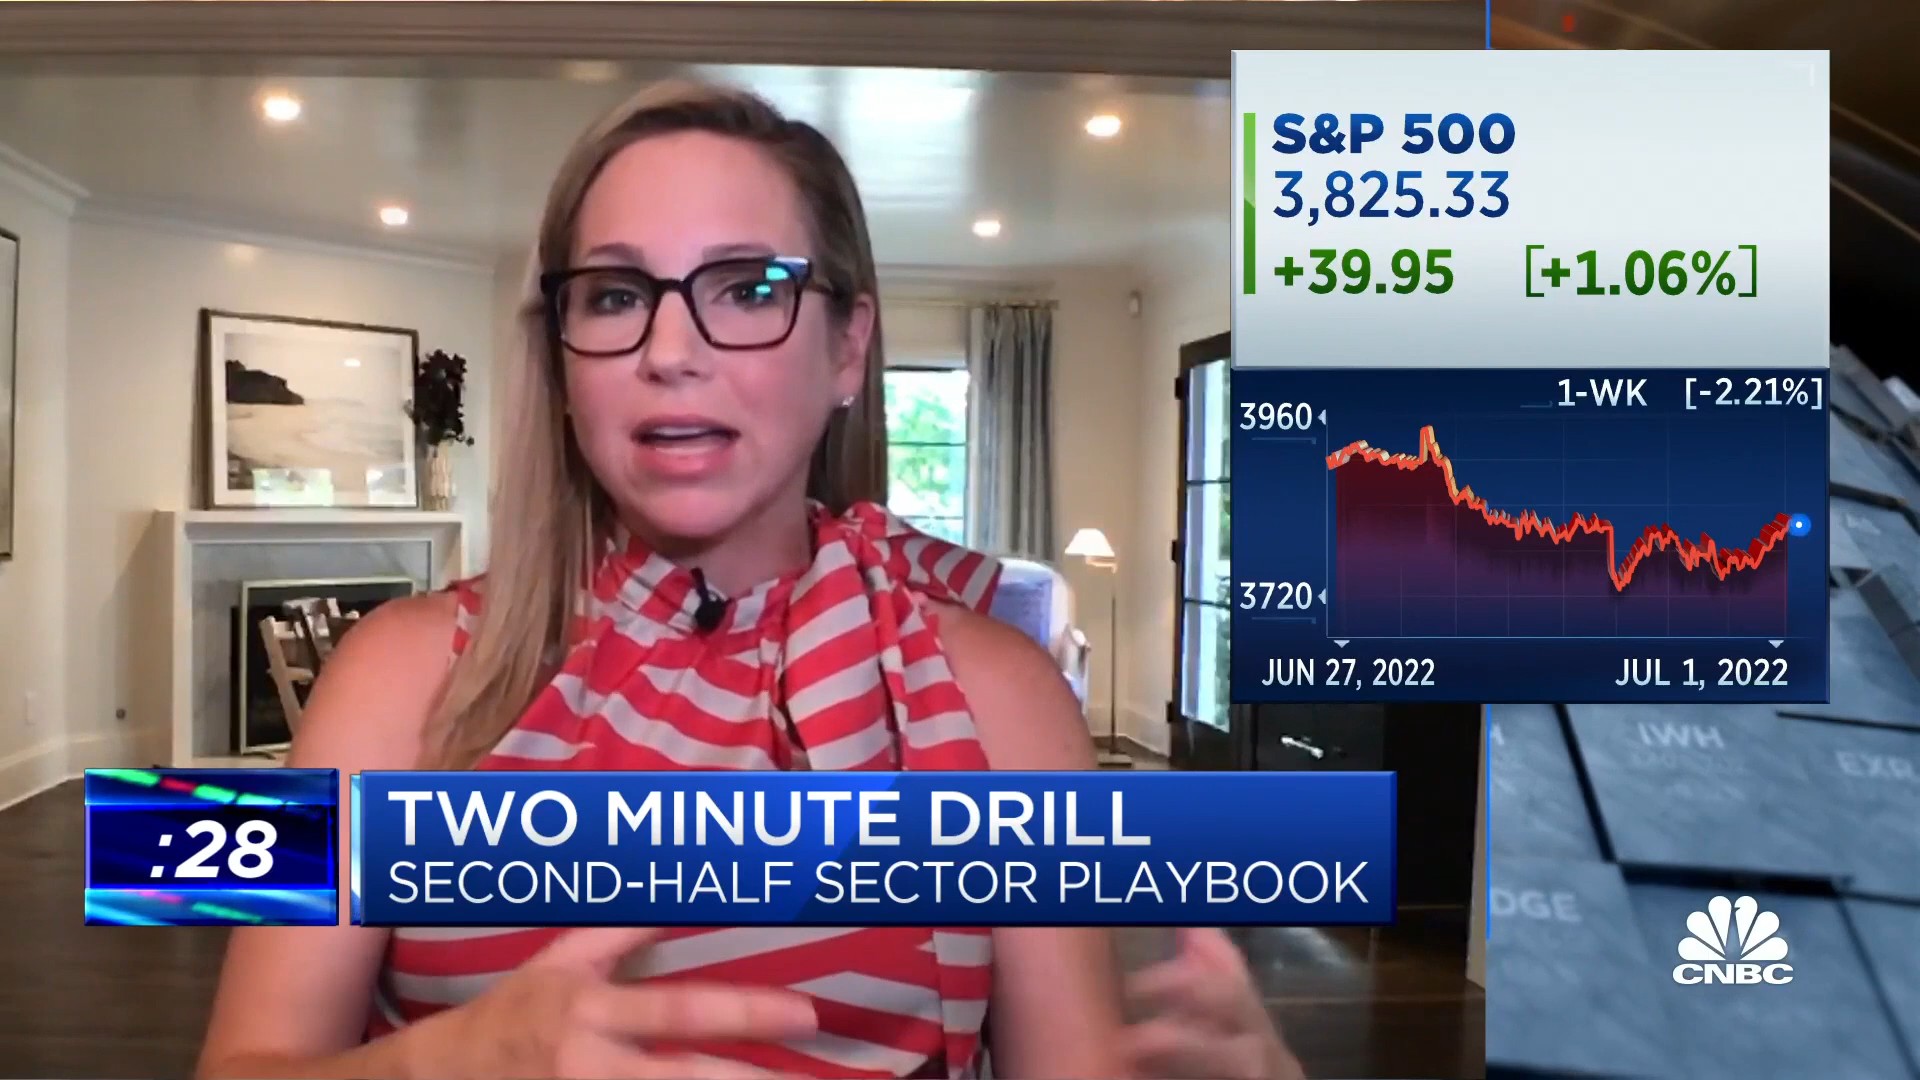 S&P 500
3,825.33
+39.95 [+1.06%]
1-WK [-2.21%]
3960
3720
JUN 27, 2022 JUL 1, 2022
IWH
EXR
DGE
:28
TWO MINUTE DRILL
SECOND-HALF SECTOR PLAYBOOK
CNBC